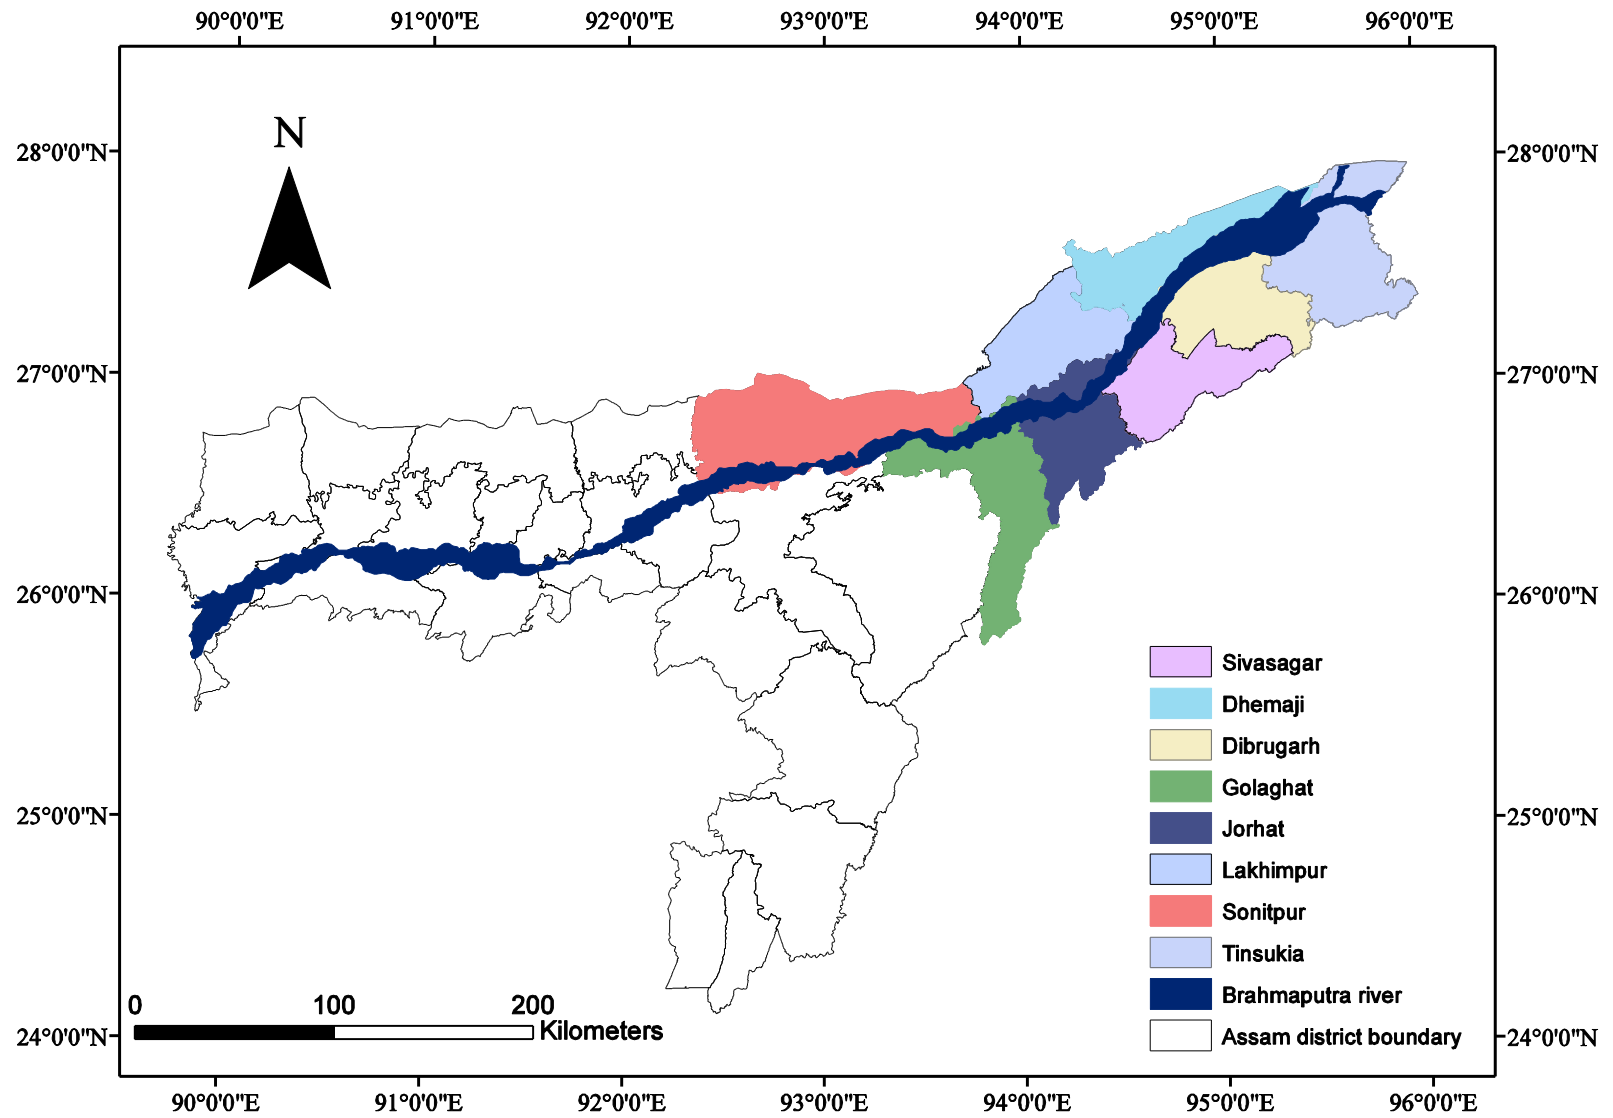 90°0'0"E 91°0'0"E 92°0'0"E 93°0'0"E 94°0'0"E 95°0'0"E 96°0'0"E
N
28°0'0"N 28°0'0"N
27°0'0"N 27°0'0"N
26°0'0"N 26°0'0"N
Sivasagar
Dhemaji
Dibrugarh
Golaghat
25°0'0"N 25°0'0"N
Jorhat
Lakhimpur
Sonitpur
Tinsukia
Brahmaputra river
0 100 200
Kilometers
24°0'0"N 24°0'0"N
Assam district boundary
90°0'0"E 91°0'0"E 92°0'0"E 93°0'0"E 94°0'0"E 95°0'0"E 96°0'0"E